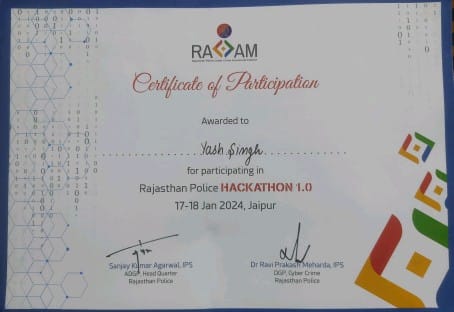 Certificate of Participation
Awarded to
Yash Singh
for participating in
Rajasthan Police HACKATHON 1.0
17-18 Jan 2024, Jaipur
Sanjay Kumar Agarwal, IPS
ADGP, Head Quarter
Rajasthan Police
Dr Ravi Prakash Meharda, IPS
DGP, Cyber Crime
Rajasthan Police